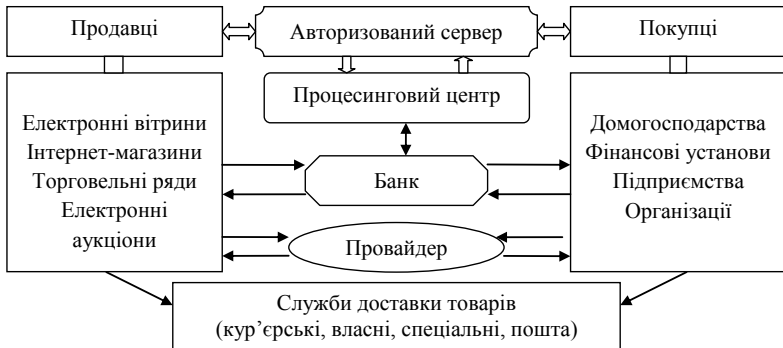 Продавці
Авторизований сервер
Покупці
Процесинговий центр
Електронні вітрини
Інтернет-магазини
Торговельні ряди
Електронні
аукціони
Банк
Провайдер
Домогосподарства
Фінансові установи
Підприємства
Організації
Служби доставки товарів
(кур’єрські, власні, спеціальні, пошта)